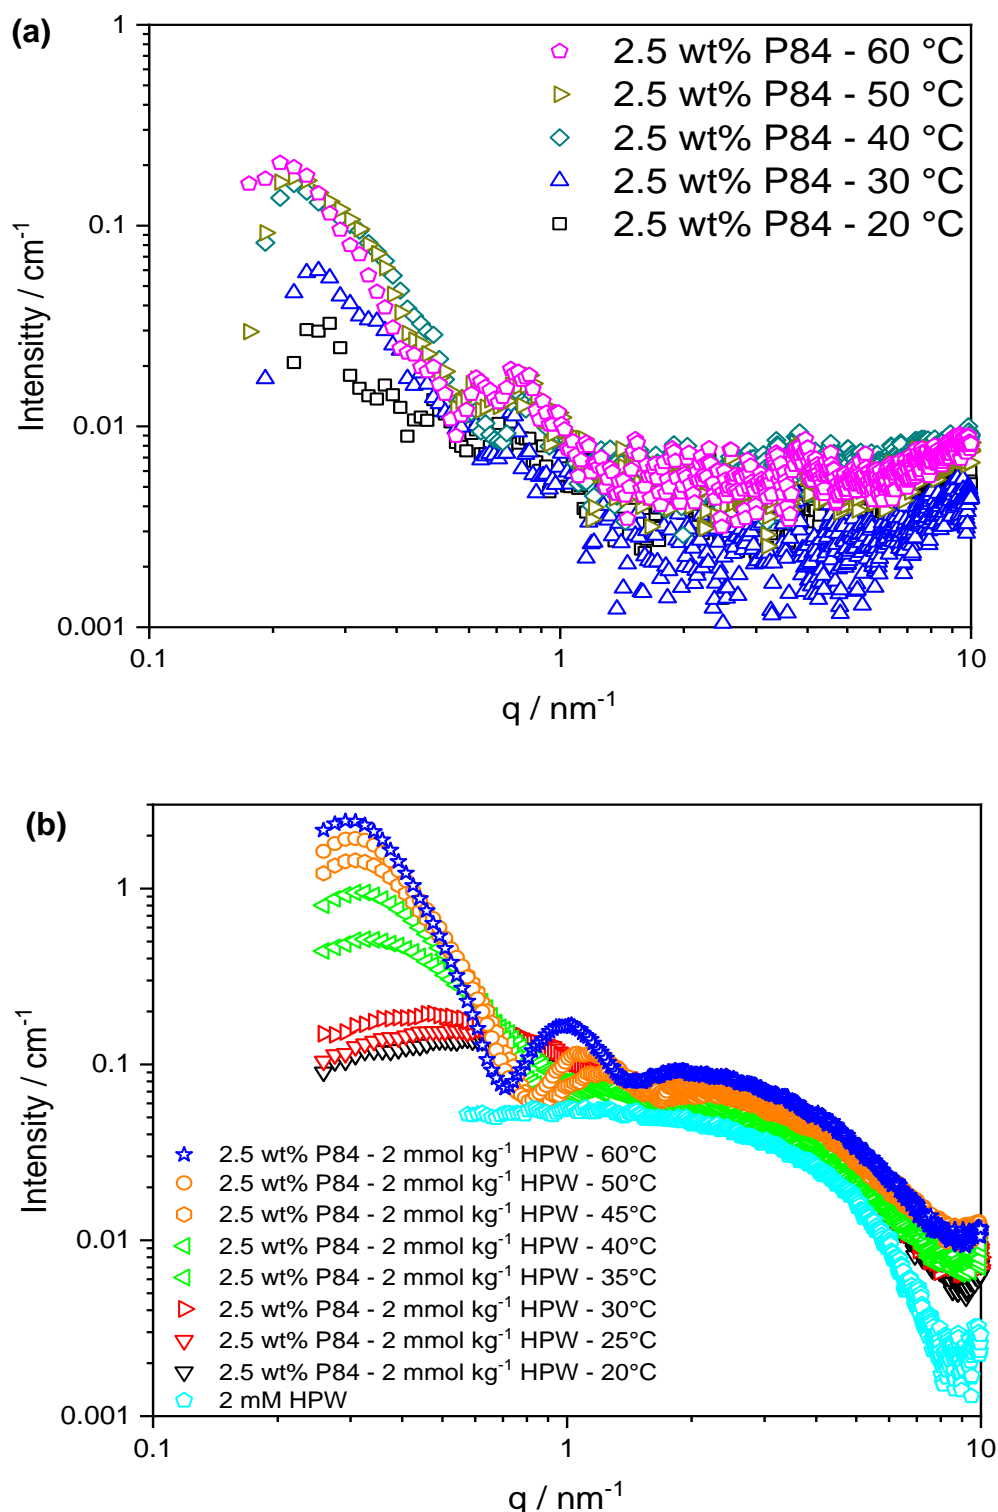 (a)
1
2.5 wt% P84 - 60 °C
2.5 wt% P84 - 50 °C
2.5 wt% P84 - 40 °C
2.5 wt% P84 - 30 °C
2.5 wt% P84 - 20 °C
0.1
0.01
0.001
Intensitty / cm⁻¹
0.1
1
10
q / nm⁻¹
(b)
1
0.1
0.01
0.001
Intensity / cm⁻¹
2.5 wt% P84 - 2 mmol kg⁻¹ HPW - 60°C
2.5 wt% P84 - 2 mmol kg⁻¹ HPW - 50°C
2.5 wt% P84 - 2 mmol kg⁻¹ HPW - 45°C
2.5 wt% P84 - 2 mmol kg⁻¹ HPW - 40°C
2.5 wt% P84 - 2 mmol kg⁻¹ HPW - 35°C
2.5 wt% P84 - 2 mmol kg⁻¹ HPW - 30°C
2.5 wt% P84 - 2 mmol kg⁻¹ HPW - 25°C
2.5 wt% P84 - 2 mmol kg⁻¹ HPW - 20°C
2 mM HPW
0.1
1
10
q / nm⁻¹